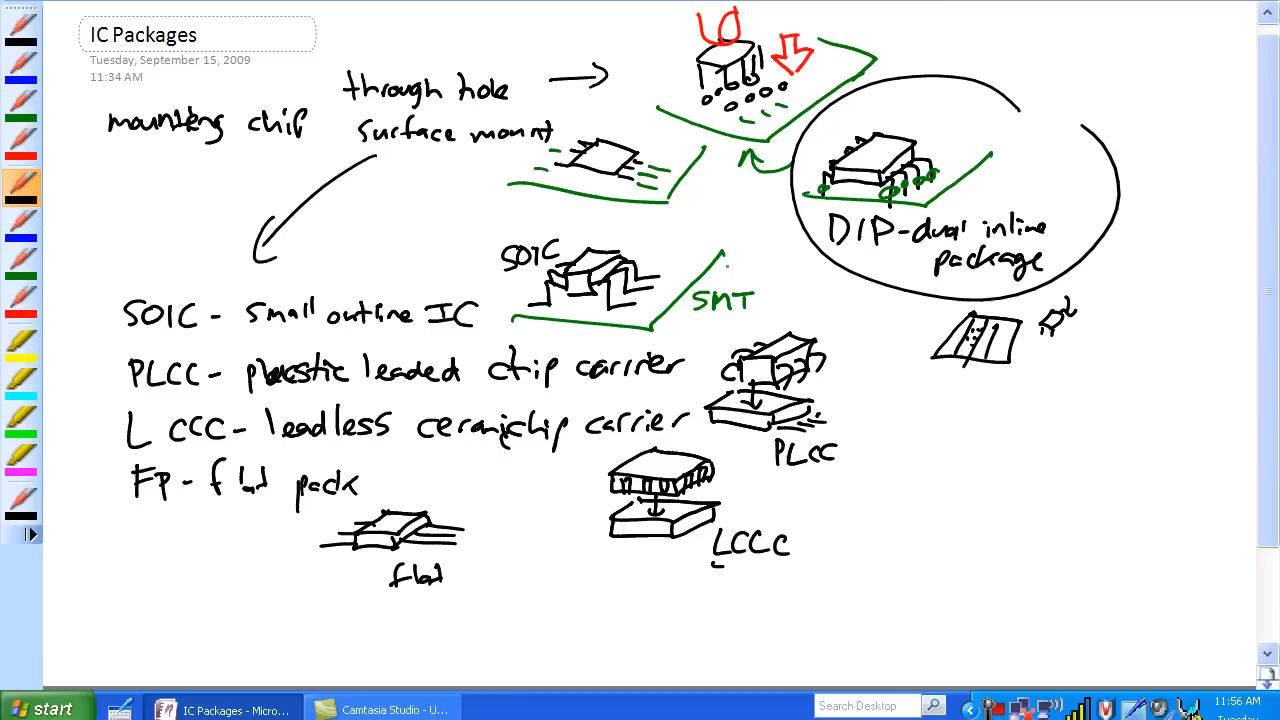 IC Packages
Tuesday, September 15, 2009
11:34 AM
mounting chip
through hole
surface mount
DIP-dual inline
package
SOIC
SMT
SOIC - small outline IC
PLCC - plastic leaded chip carrier
LCCC - leadless ceramic chip carrier
PLCC
FP - flat pack
LCCC
flat
start
IC Packages - Micro...
Camtasia Studio - U...
Search Desktop
11:56 AM
Tuesday